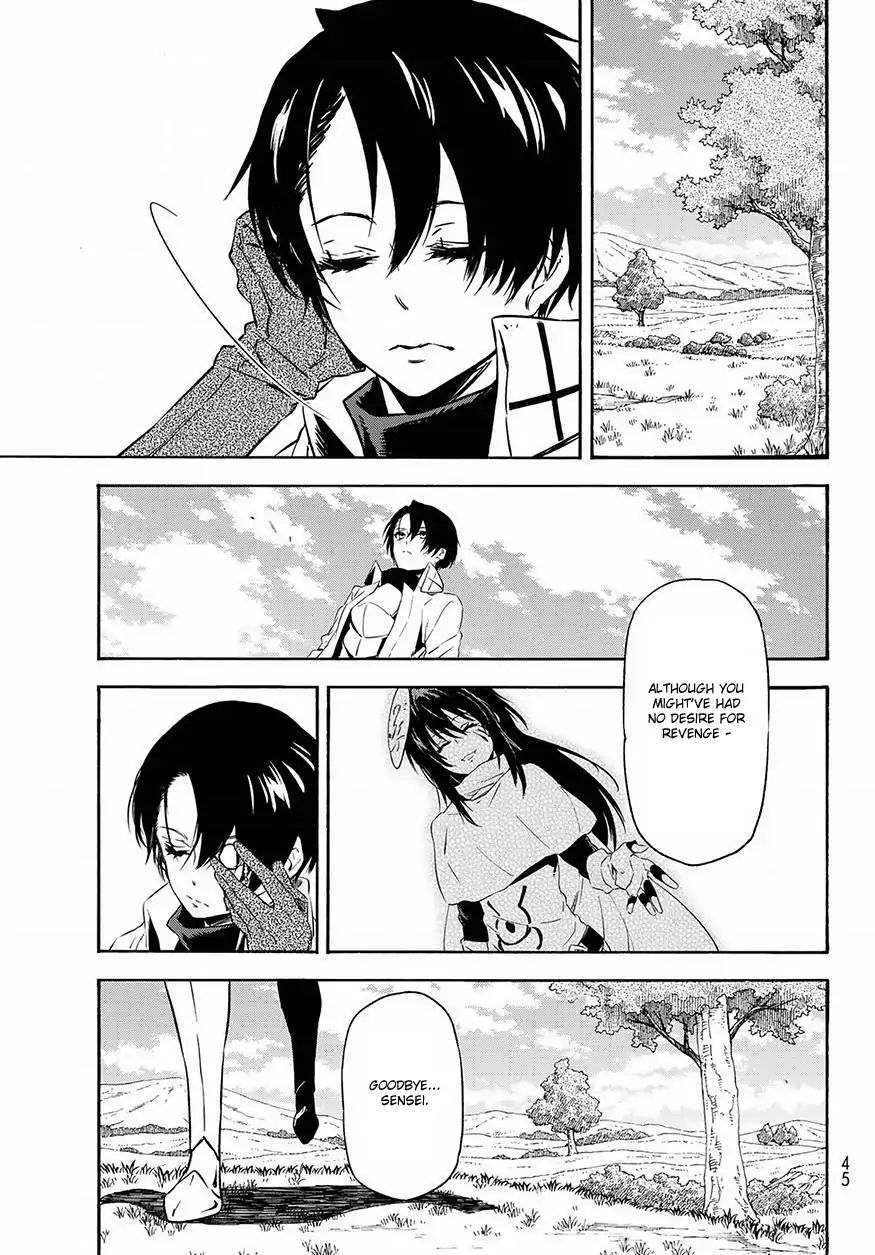 ALTHOUGH YOU
MIGHT'VE HAD
NO DESIRE FOR
REVENGE -
GOODBYE...
SENSEI.
45